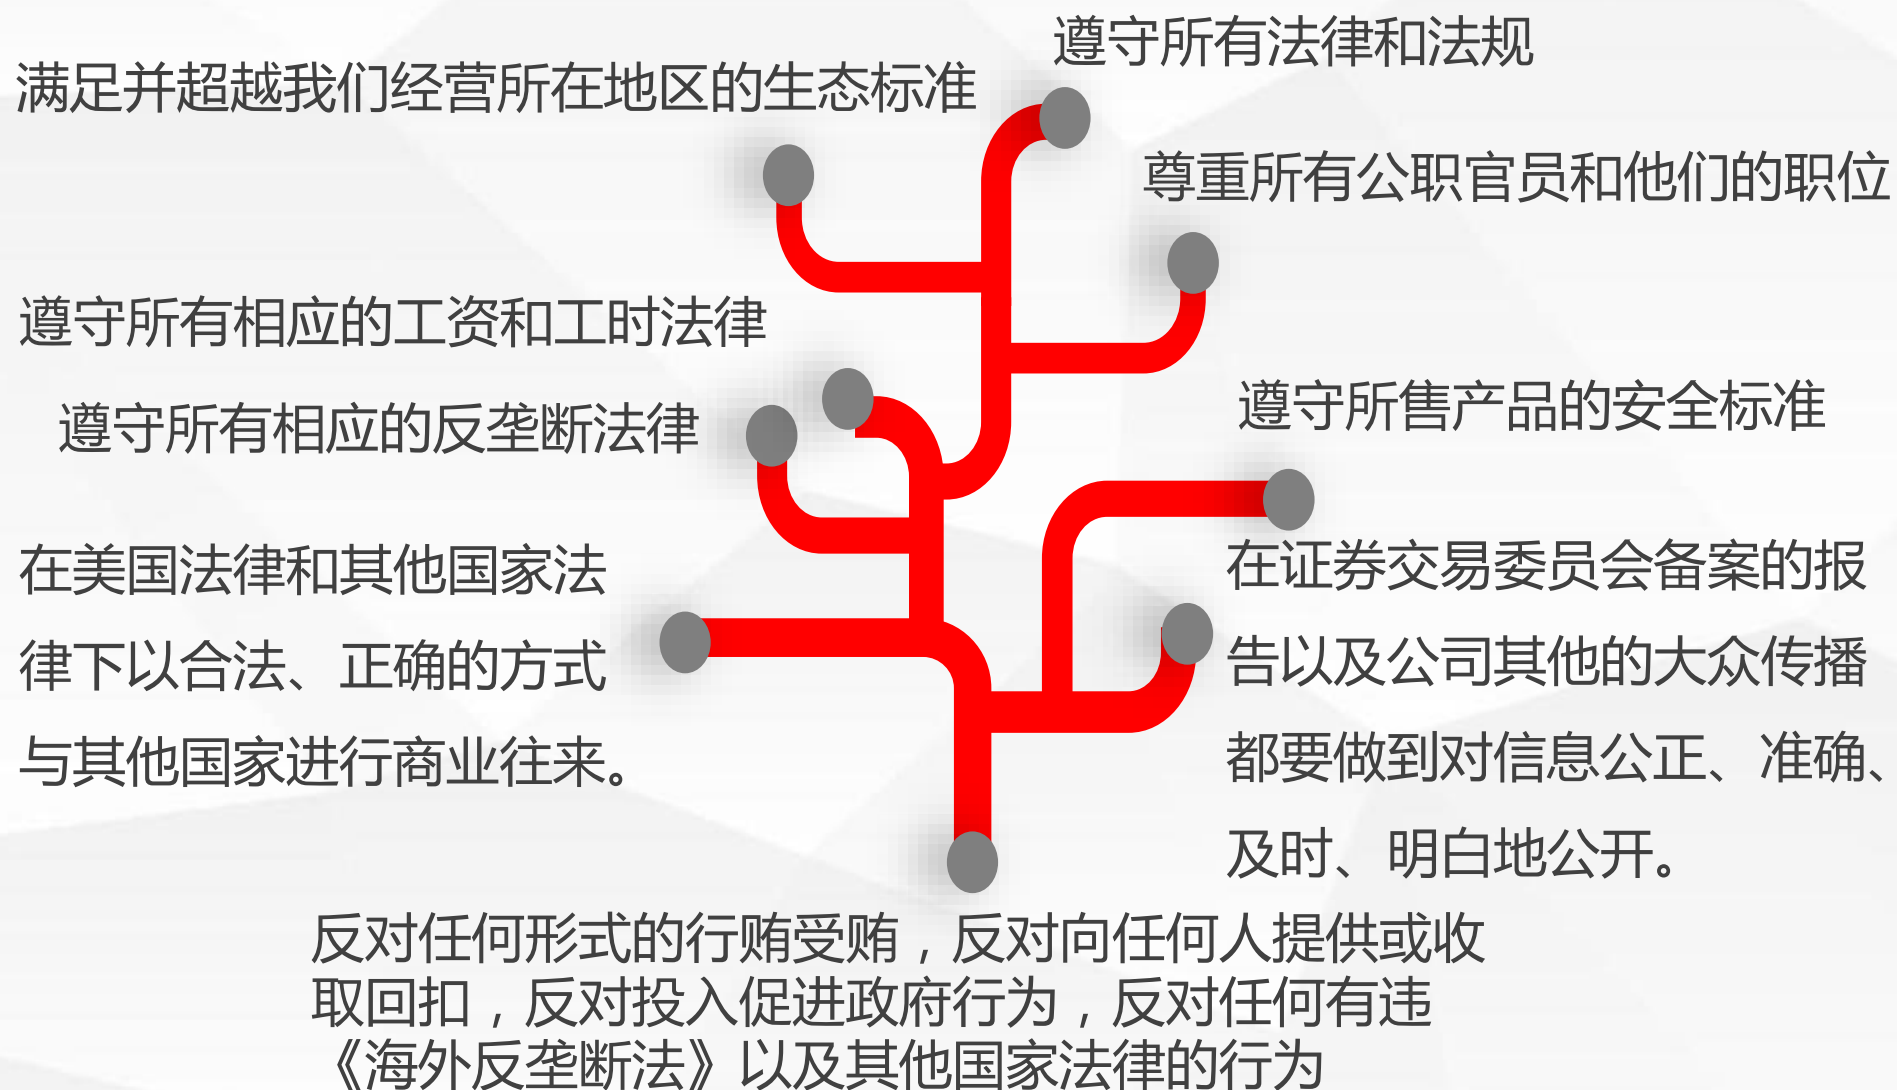 遵守所有法律和法规
满足并超越我们经营所在地区的生态标准
尊重所有公职官员和他们的职位
遵守所有相应的工资和工时法律
遵守所售产品的安全标准
遵守所有相应的反垄断法律
在美国法律和其他国家法
律下以合法、正确的方式
与其他国家进行商业往来。
在证券交易委员会备案的报
告以及公司其他的大众传播
都要做到对信息公正、准确、
及时、明白地公开。
反对任何形式的行贿受贿，反对向任何人提供或收
取回扣，反对投入促进政府行为，反对任何有违
《海外反垄断法》以及其他国家法律的行为